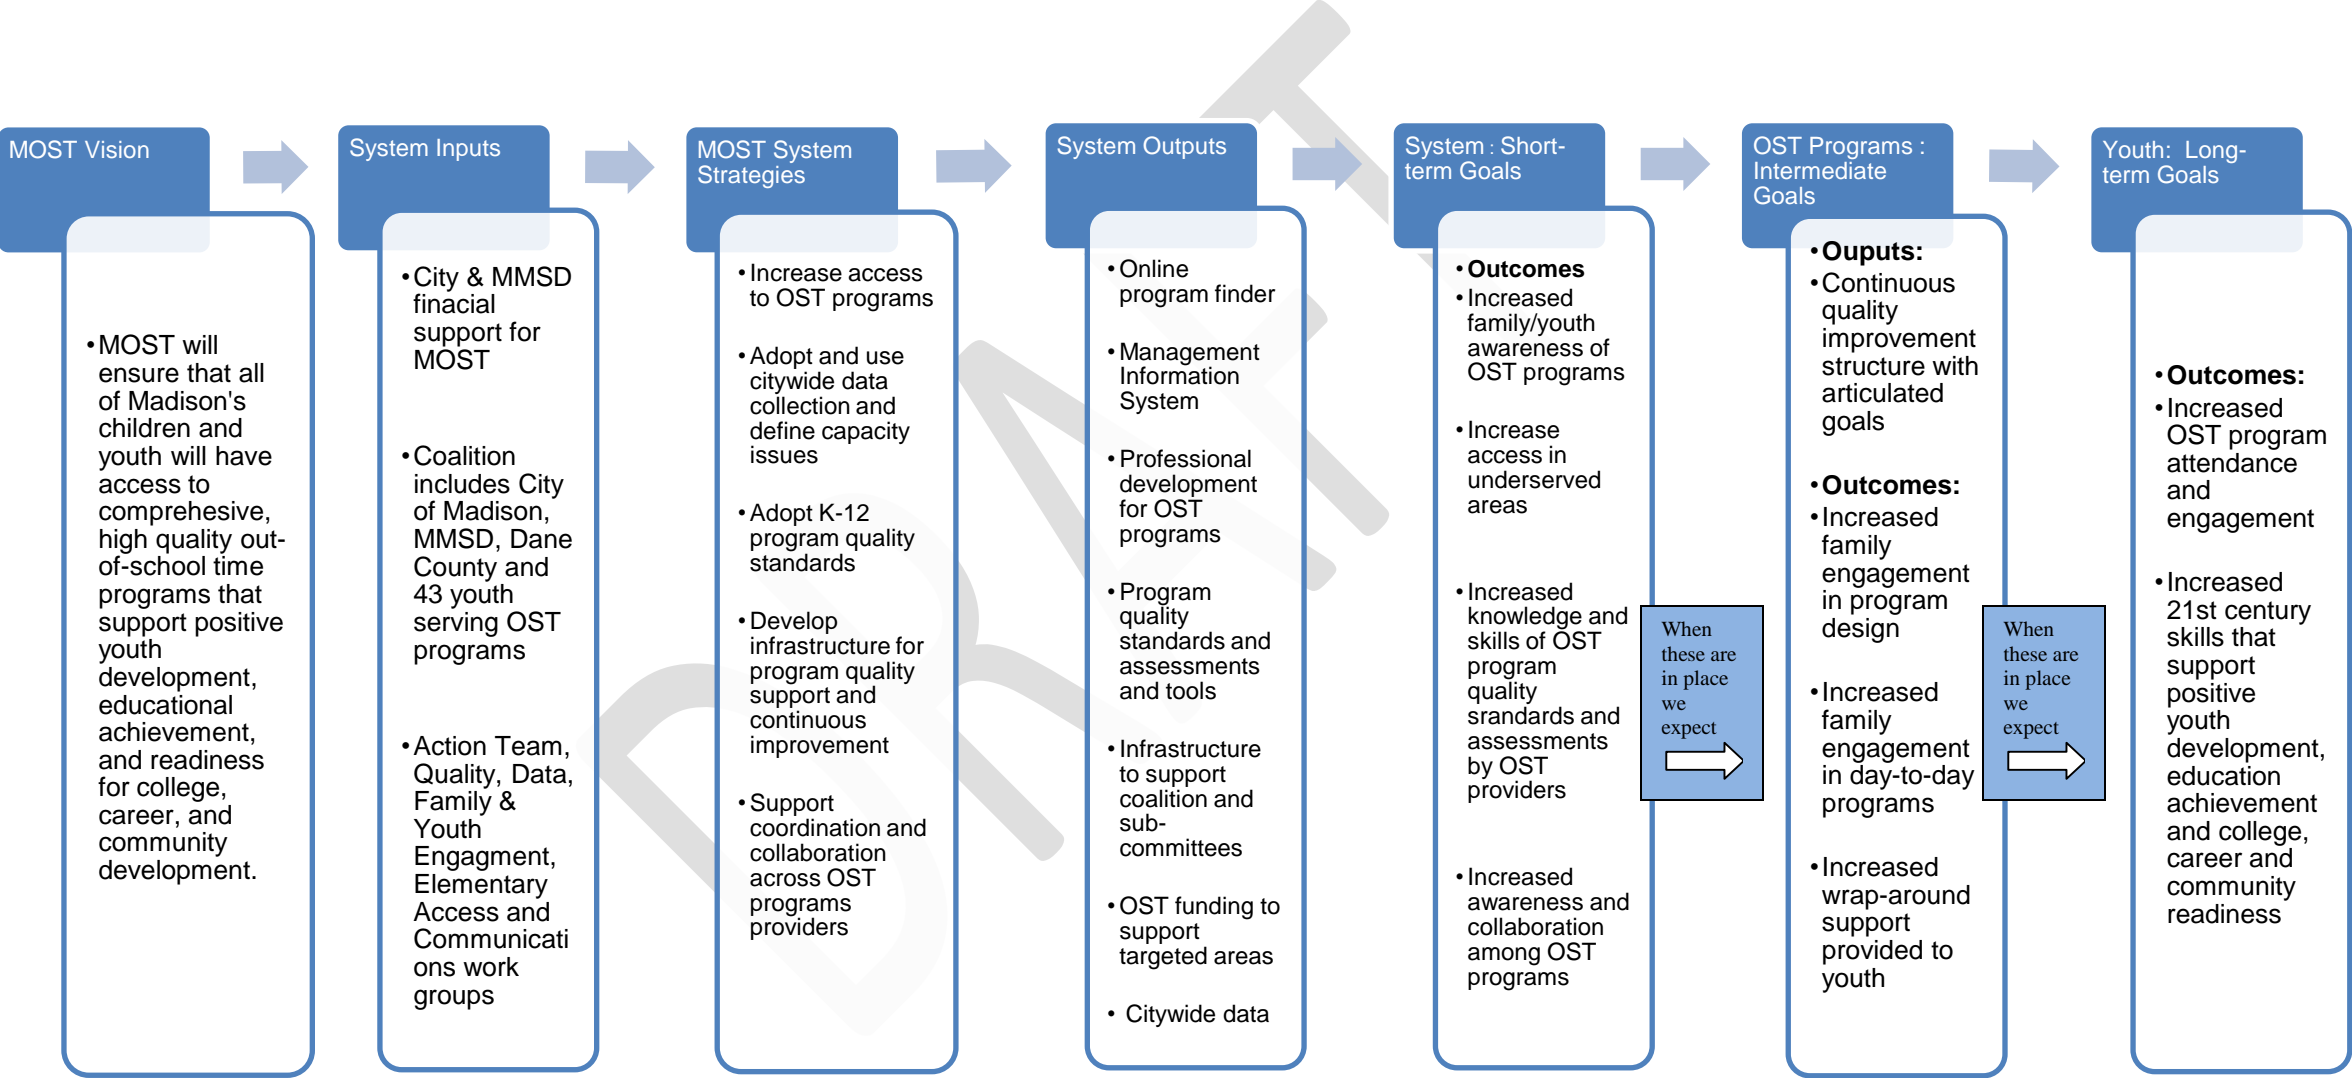 DRAFT
MOST Vision
•MOST will
ensure that all
of Madison's
children and
youth will have
access to
comprehesive,
high quality out-
of-school time
programs that
support positive
youth
development,
educational
achievement,
and readiness
for college,
career, and
community
development.
System Inputs
•City & MMSD
finacial
support for
MOST
•Coalition
includes City
of Madison,
MMSD, Dane
County and
43 youth
serving OST
programs
•Action Team,
Quality, Data,
Family &
Youth
Engagment,
Elementary
Access and
Communicati
ons work
groups
MOST System
Strategies
•Increase access
to OST programs
•Adopt and use
citywide data
collection and
define capacity
issues
•Adopt K-12
program quality
standards
•Develop
infrastructure for
program quality
support and
continuous
improvement
•Support
coordination and
collaboration
across OST
programs
providers
System Outputs
•Online
program finder
•Management
Information
System
•Professional
development
for OST
programs
•Program
quality
standards and
assessments
and tools
•Infrastructure
to support
coalition and
sub-
committees
•OST funding to
support
targeted areas
• Citywide data
System : Short-
term Goals
•Outcomes
•Increased
family/youth
awareness of
OST programs
•Increase
access in
underserved
areas
•Increased
knowledge and
skills of OST
program
quality
srandards and
assessments
by OST
providers
•Increased
awareness and
collaboration
among OST
programs
When
these are
in place
we
expect
OST Programs :
Intermediate
Goals
•Ouputs:
•Continuous
quality
improvement
structure with
articulated
goals
•Outcomes:
•Increased
family
engagement
in program
design
•Increased
family
engagement
in day-to-day
programs
•Increased
wrap-around
support
provided to
youth
When
these are
in place
we
expect
Youth: Long-
term Goals
•Outcomes:
•Increased
OST program
attendance
and
engagement
•Increased
21st century
skills that
support
positive
youth
development,
education
achievement
and college,
career and
community
readiness